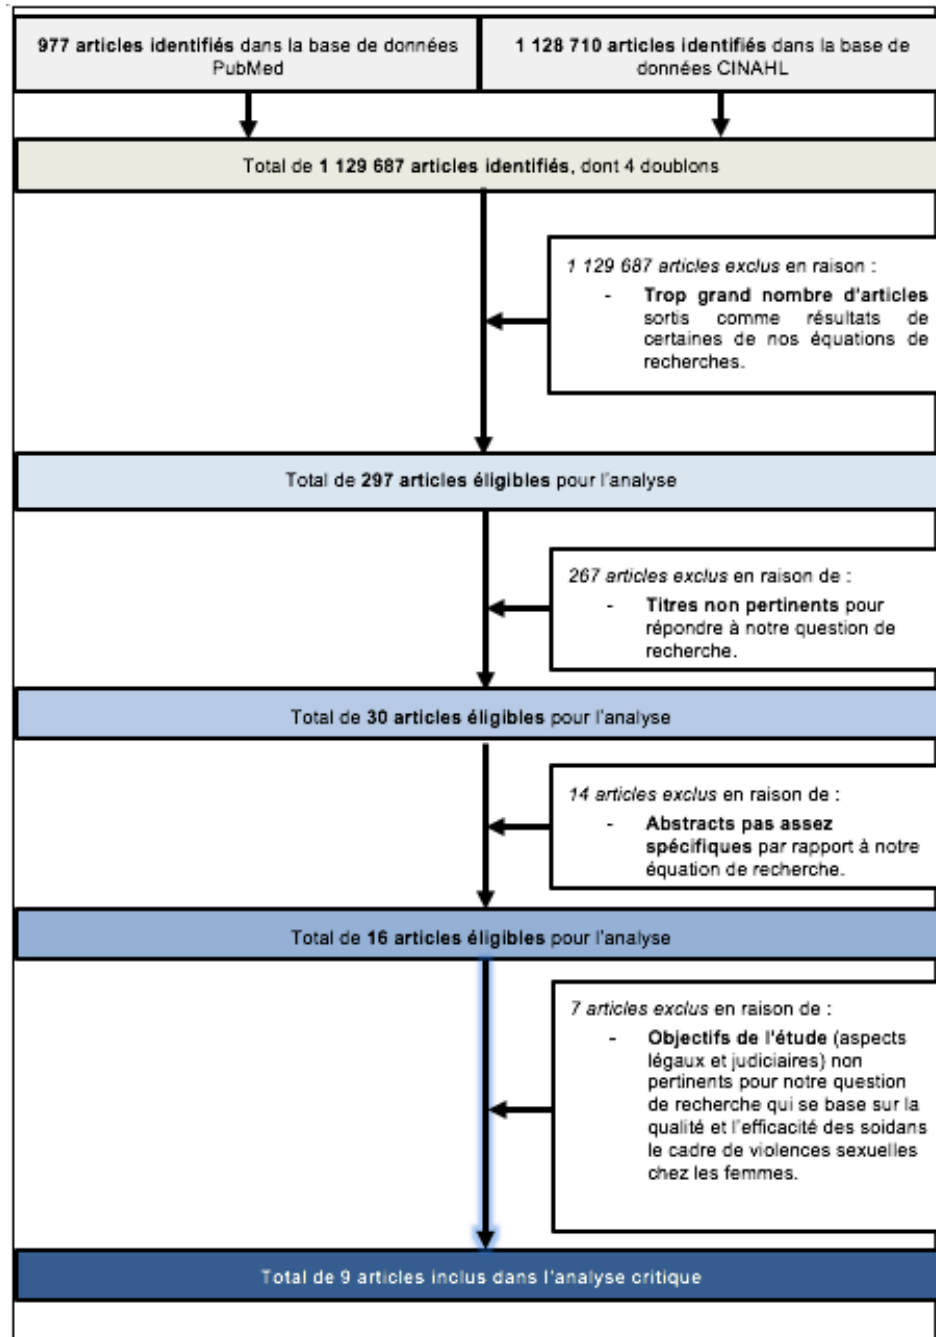 977 articles identifiés dans la base de données
PubMed
1 128 710 articles identifiés dans la base de
données CINAHL
Total de 1 129 687 articles identifiés, dont 4 doublons
1 129 687 articles exclus en raison :
- Trop grand nombre d'articles
sortis comme résultats de
certaines de nos équations de
recherches.
Total de 297 articles éligibles pour l'analyse
267 articles exclus en raison de :
- Titres non pertinents pour
répondre à notre question de
recherche.
Total de 30 articles éligibles pour l'analyse
14 articles exclus en raison de :
- Abstracts pas assez
spécifiques par rapport à notre
équation de recherche.
Total de 16 articles éligibles pour l'analyse
7 articles exclus en raison de :
- Objectifs de l'étude (aspects
légaux et judiciaires) non
pertinents pour notre question
de recherche qui se base sur la
qualité et l'efficacité des soidans
le cadre de violences sexuelles
chez les femmes.
Total de 9 articles inclus dans l'analyse critique